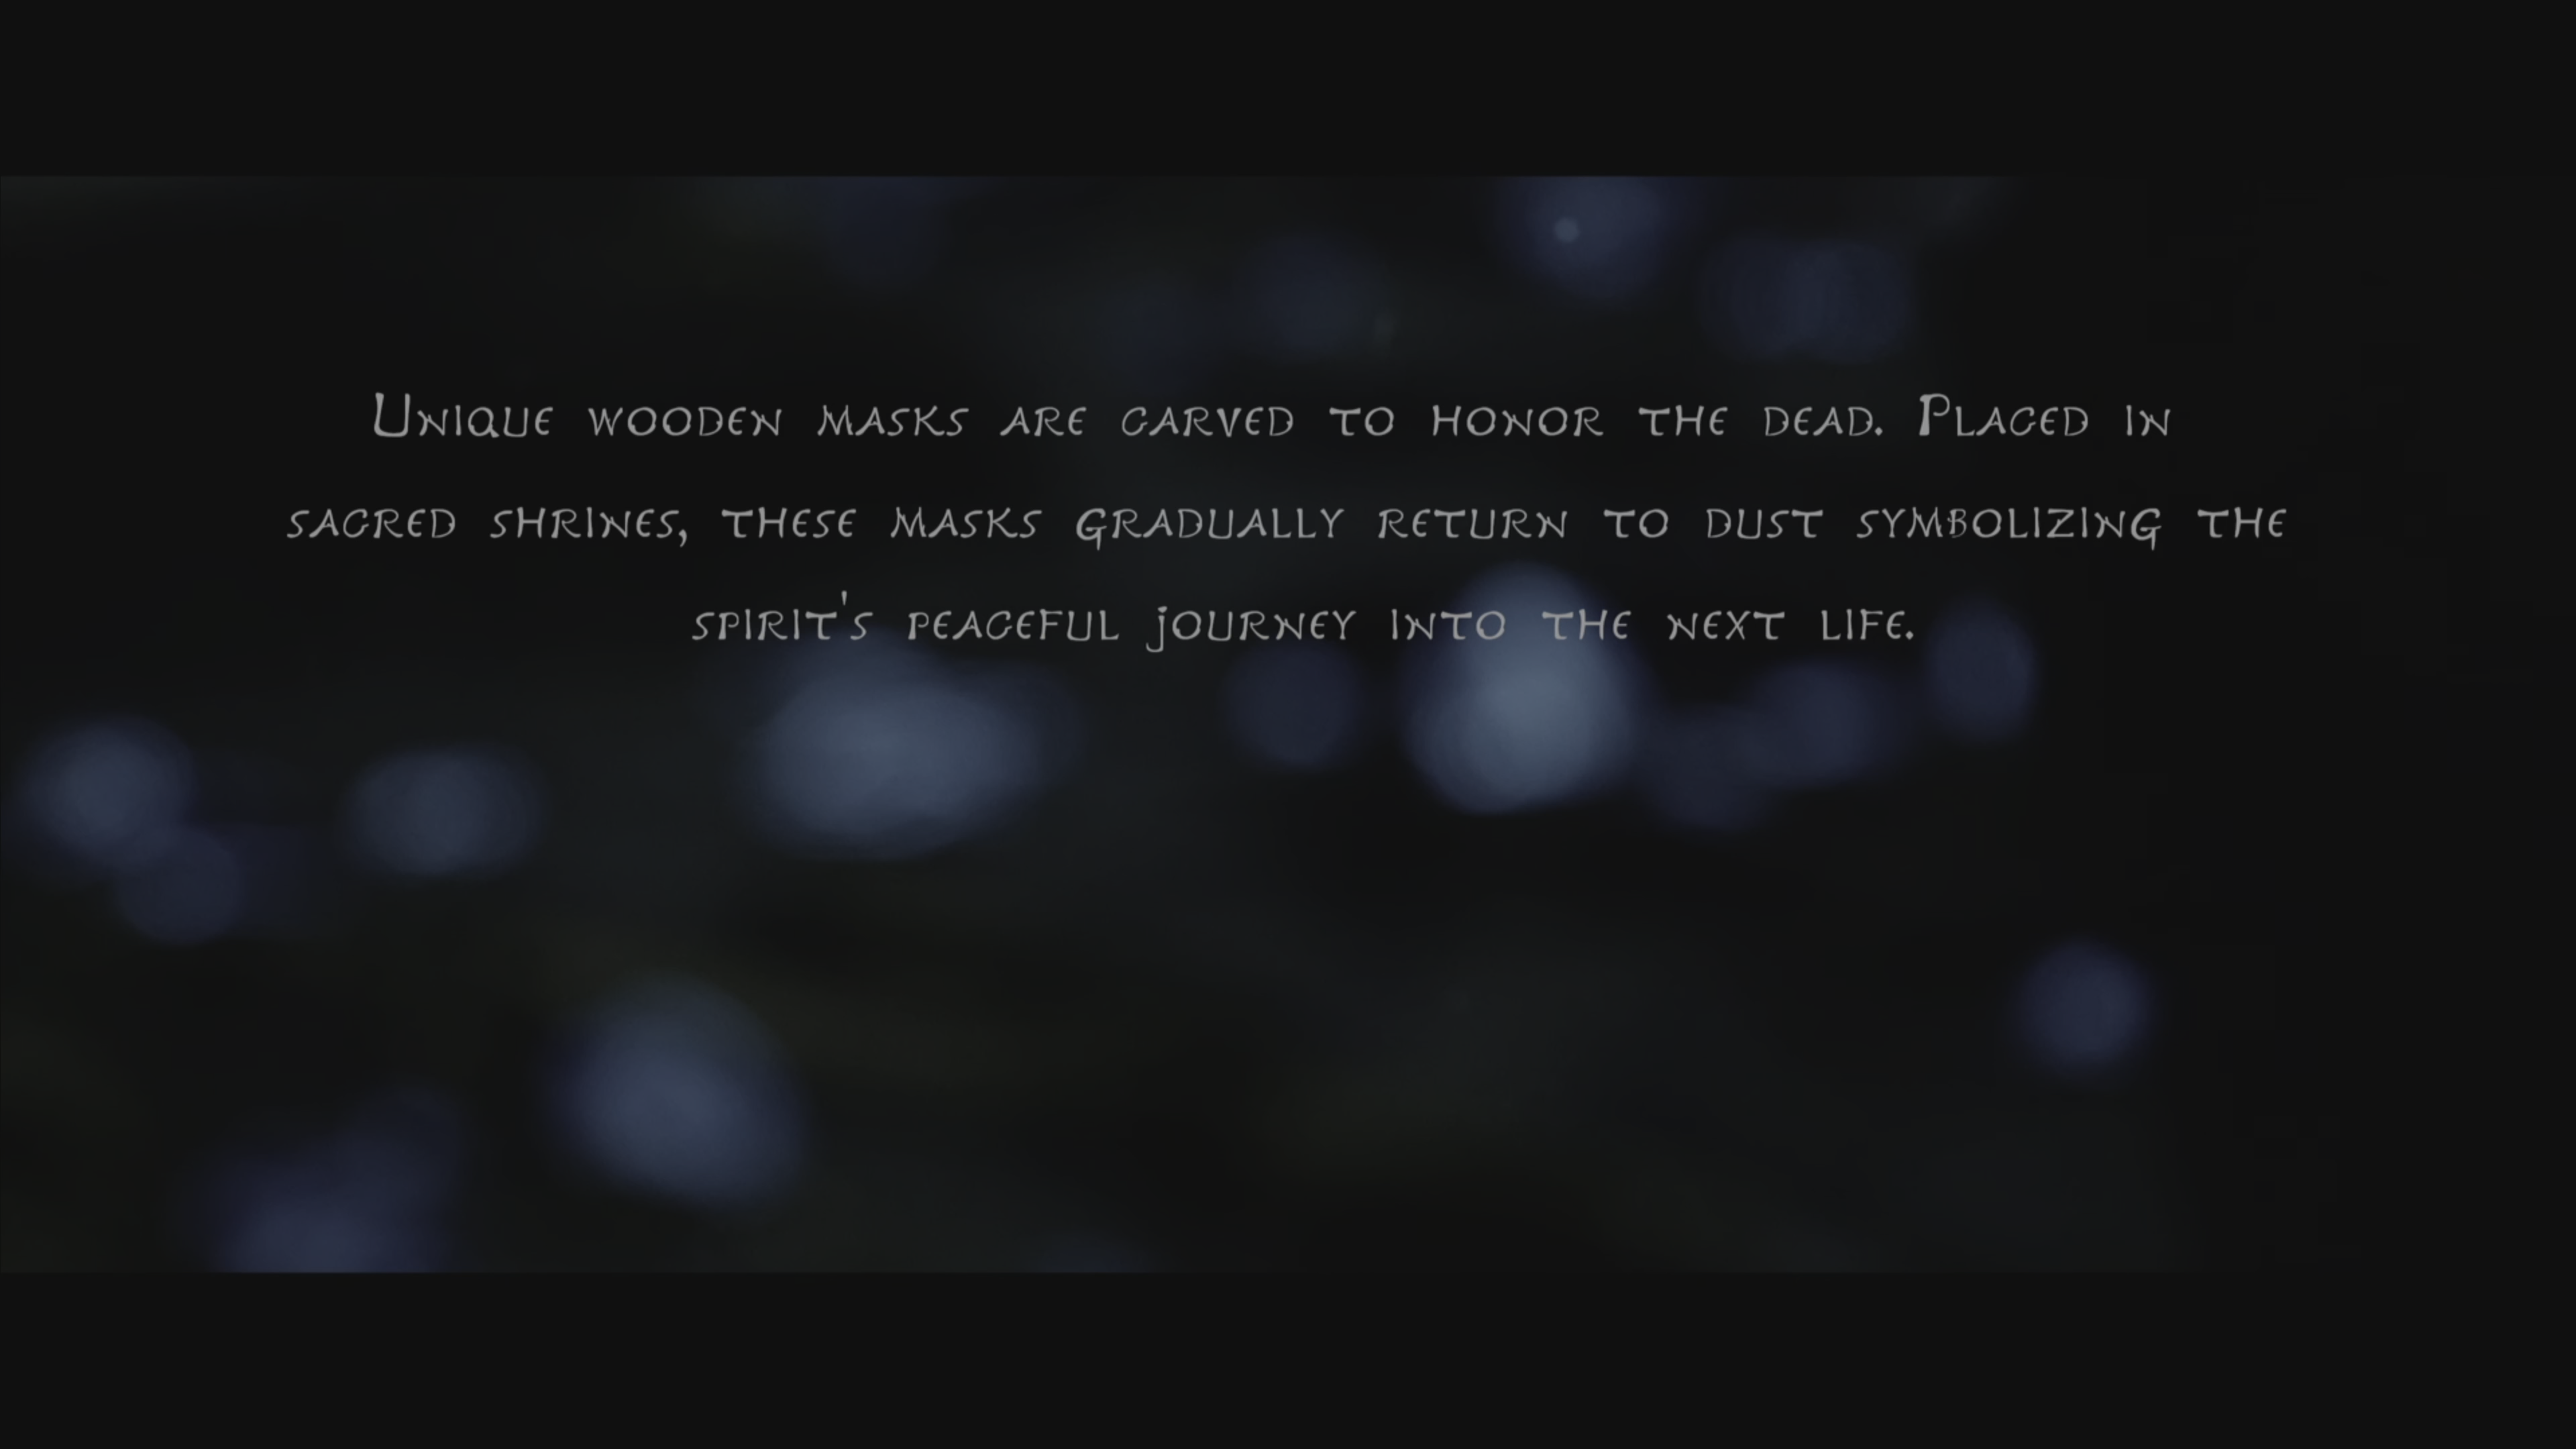 Unique wooden masks are carved to honor the dead. Placed in
sacred shrines, these masks gradually return to dust symbolizing the
spirit's peaceful journey into the next life.